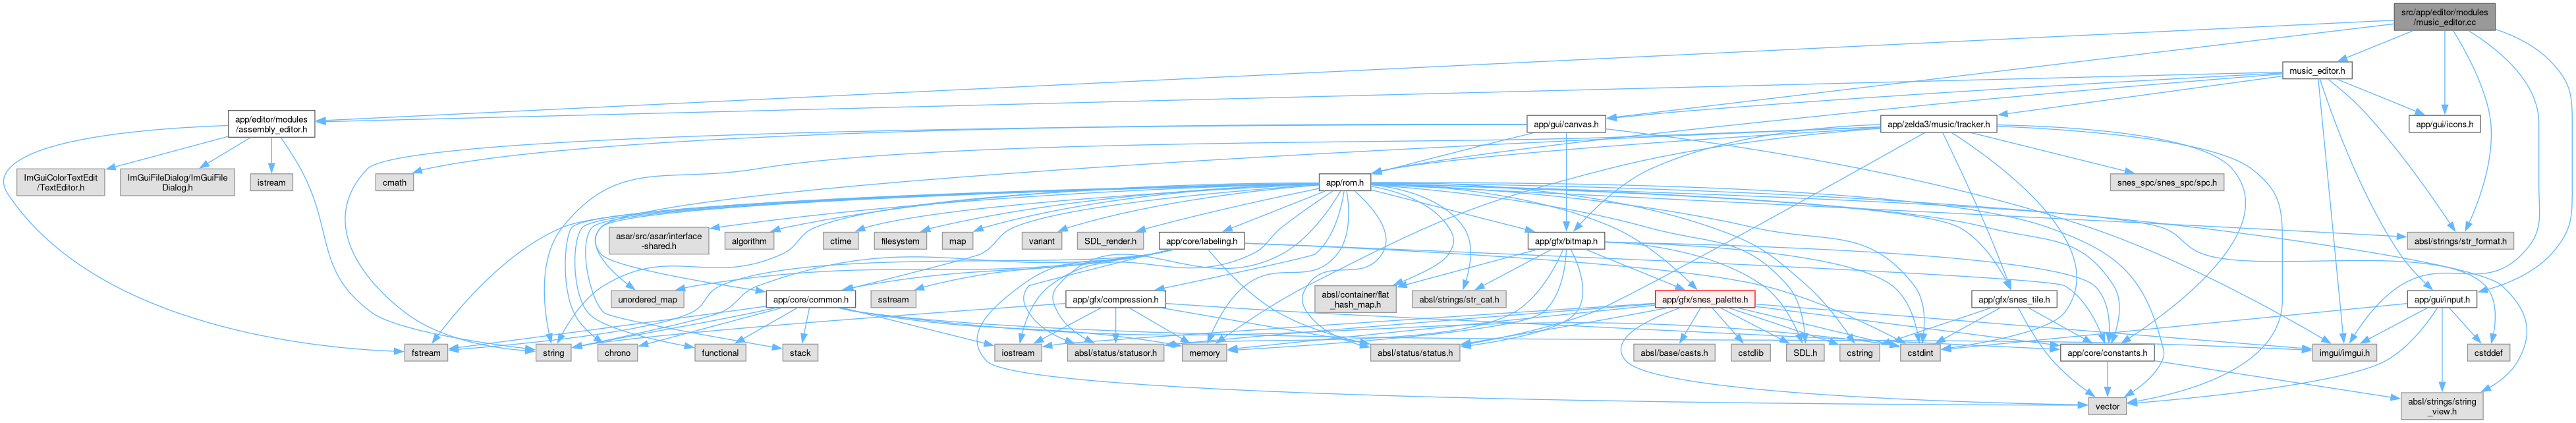 src/app/editor/modules
/music_editor.cc
music_editor.h
app/editor/modules
/assembly_editor.h
app/gui/canvas.h
app/zelda3/music/tracker.h
app/gui/icons.h
ImGuiColorTextEdit
/TextEditor.h
ImGuiFileDialog/ImGuiFile
Dialog.h
istream
cmath
app/rom.h
snes_spc/snes_spc/spc.h
asar/src/asar/interface
-shared.h
algorithm
ctime
filesystem
map
variant
SDL_render.h
app/core/labeling.h
app/gfx/bitmap.h
absl/strings/str_format.h
unordered_map
app/core/common.h
sstream
app/gfx/compression.h
absl/container/flat
_hash_map.h
absl/strings/str_cat.h
app/gfx/snes_palette.h
app/gfx/snes_tile.h
app/gui/input.h
fstream
string
chrono
functional
stack
iostream
absl/status/statusor.h
memory
absl/status/status.h
absl/base/casts.h
cstdlib
SDL.h
cstring
cstdint
app/core/constants.h
imgui/imgui.h
cstddef
vector
absl/strings/string
_view.h